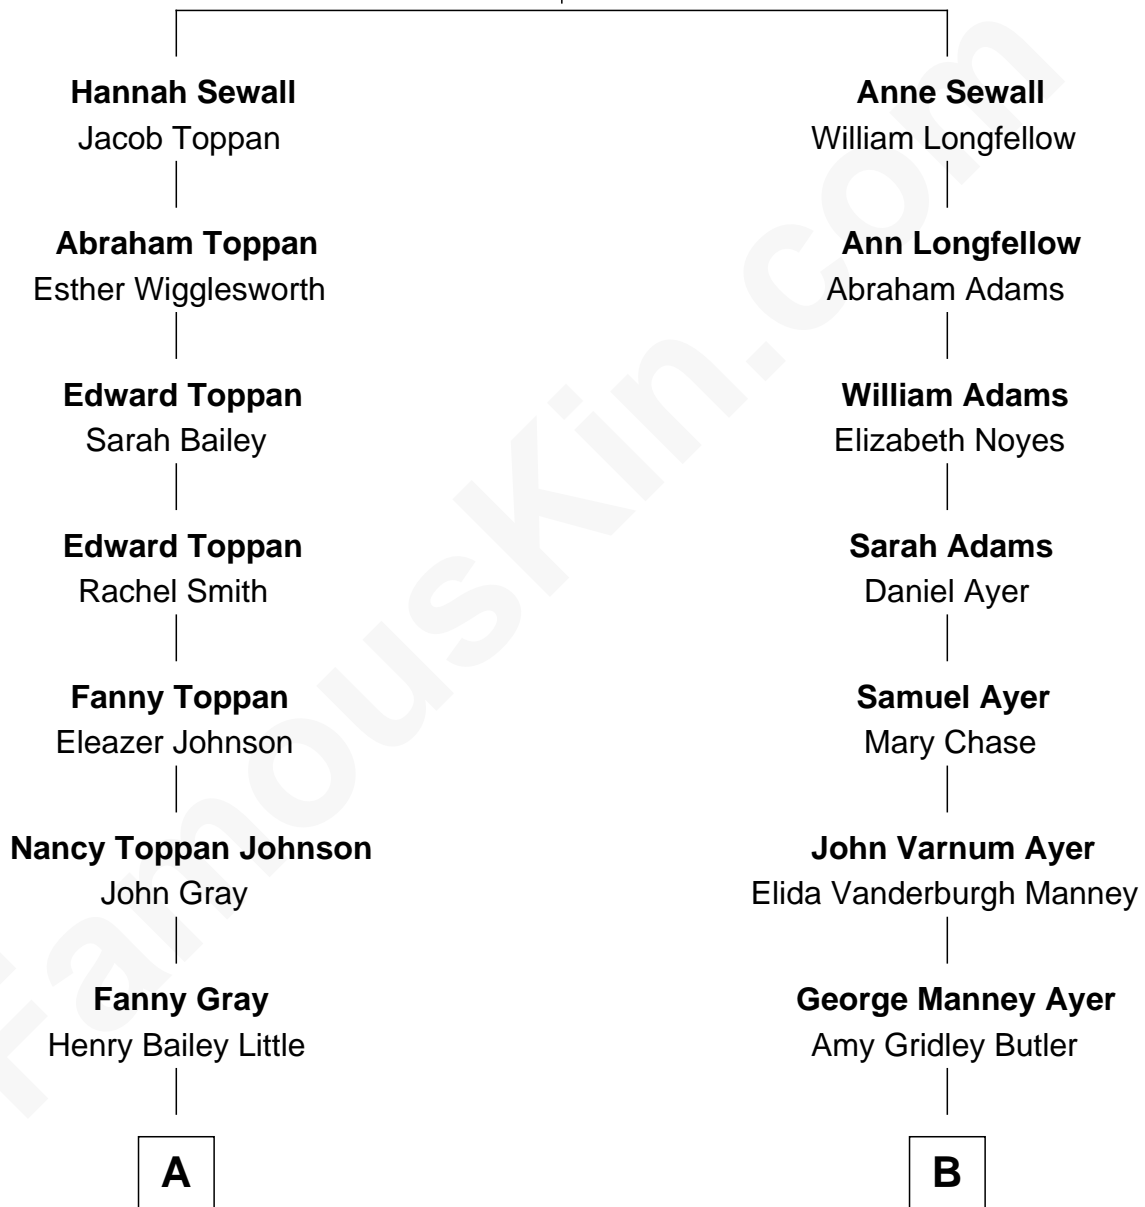 Hannah Sewall
Jacob Toppan
Anne Sewall
William Longfellow
Abraham Toppan
Esther Wigglesworth
Ann Longfellow
Abraham Adams
Edward Toppan
Sarah Bailey
William Adams
Elizabeth Noyes
Edward Toppan
Rachel Smith
Sarah Adams
Daniel Ayer
Fanny Toppan
Eleazer Johnson
Samuel Ayer
Mary Chase
Nancy Toppan Johnson
John Gray
John Varnum Ayer
Elida Vanderburgh Manney
Fanny Gray
Henry Bailey Little
George Manney Ayer
Amy Gridley Butler
A
B
FamousKin.com